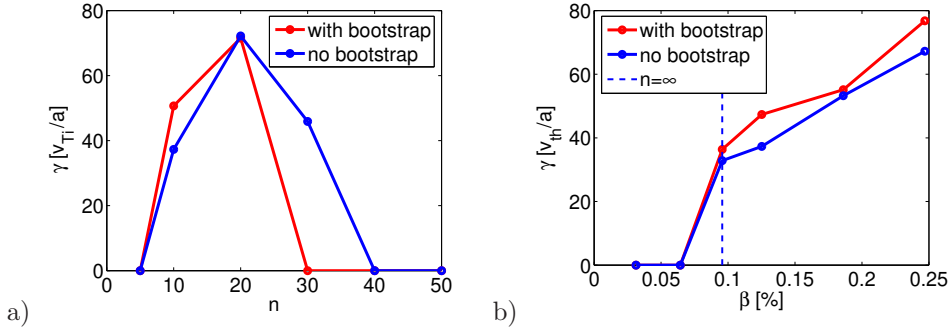 with bootstrap
no bootstrap
80
60
40
20
0
γ [v_Ti/a]
0 10 20 30 40 50
n
a)
with bootstrap
no bootstrap
n=∞
80
60
40
20
0
γ [v_th/a]
0 0.05 0.1 0.15 0.2 0.25
β [%]
b)